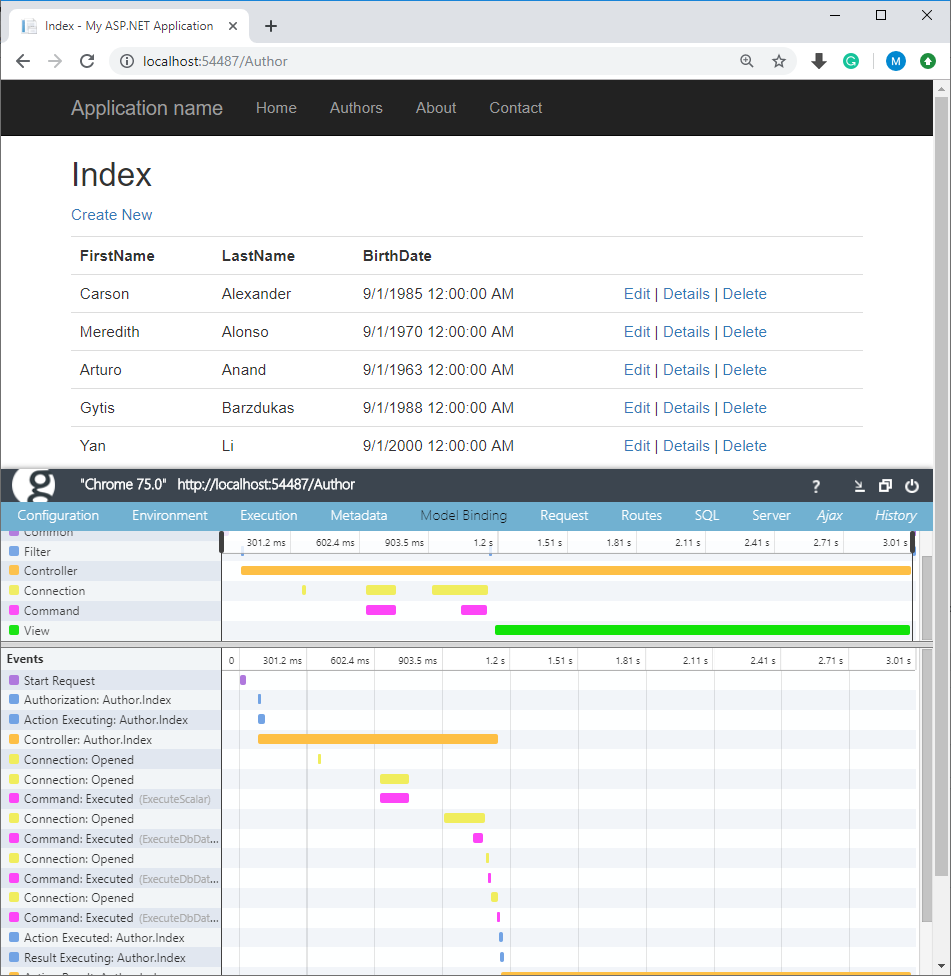 Index - My ASP.NET Application
localhost:54487/Author
M
Application name Home Authors About Contact
Index
Create New
FirstName LastName BirthDate
Carson Alexander 9/1/1985 12:00:00 AM Edit | Details | Delete
Meredith Alonso 9/1/1970 12:00:00 AM Edit | Details | Delete
Arturo Anand 9/1/1963 12:00:00 AM Edit | Details | Delete
Gytis Barzdukas 9/1/1988 12:00:00 AM Edit | Details | Delete
Yan Li 9/1/2000 12:00:00 AM Edit | Details | Delete
g "Chrome 75.0" http://localhost:54487/Author ?
Configuration Environment Execution Metadata Model Binding Request Routes SQL Server Ajax History
Common
301.2 ms 602.4 ms 903.5 ms 1.2 s 1.51 s 1.81 s 2.11 s 2.41 s 2.71 s 3.01 s
Filter
Controller
Connection
Command
View
Events 0 301.2 ms 602.4 ms 903.5 ms 1.2 s 1.51 s 1.81 s 2.11 s 2.41 s 2.71 s 3.01 s
Start Request
Authorization: Author.Index
Action Executing: Author.Index
Controller: Author.Index
Connection: Opened
Connection: Opened
Command: Executed (ExecuteScalar)
Connection: Opened
Command: Executed (ExecuteDbDat...
Connection: Opened
Command: Executed (ExecuteDbDat...
Connection: Opened
Command: Executed (ExecuteDbDat...
Action Executed: Author.Index
Result Executing: Author.Index
Action Result: Author.Index